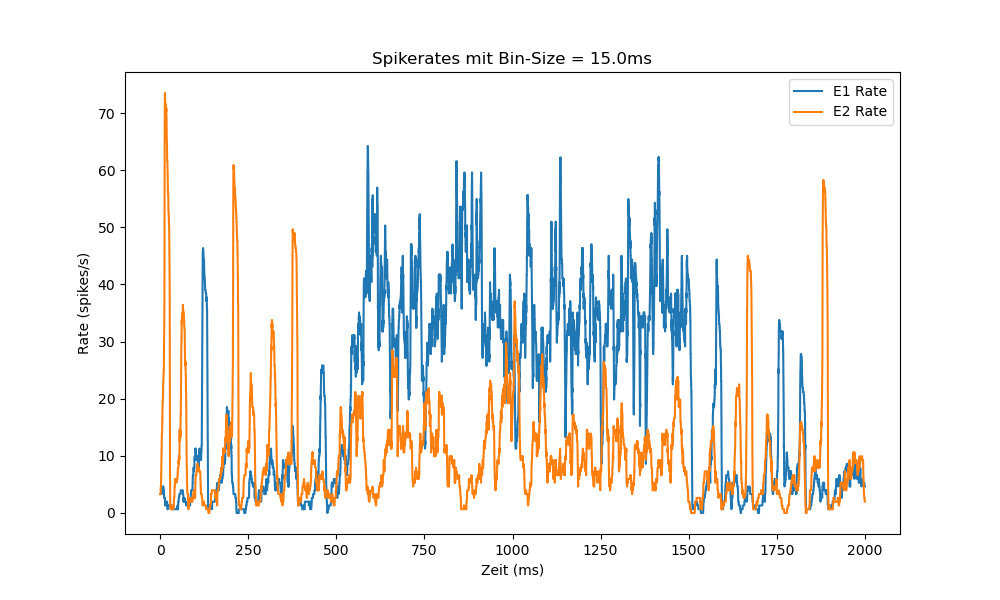 Spikerates mit Bin-Size = 15.0ms
E1 Rate
E2 Rate
Rate (spikes/s)
70
60
50
40
30
20
10
0
0 250 500 750 1000 1250 1500 1750 2000
Zeit (ms)